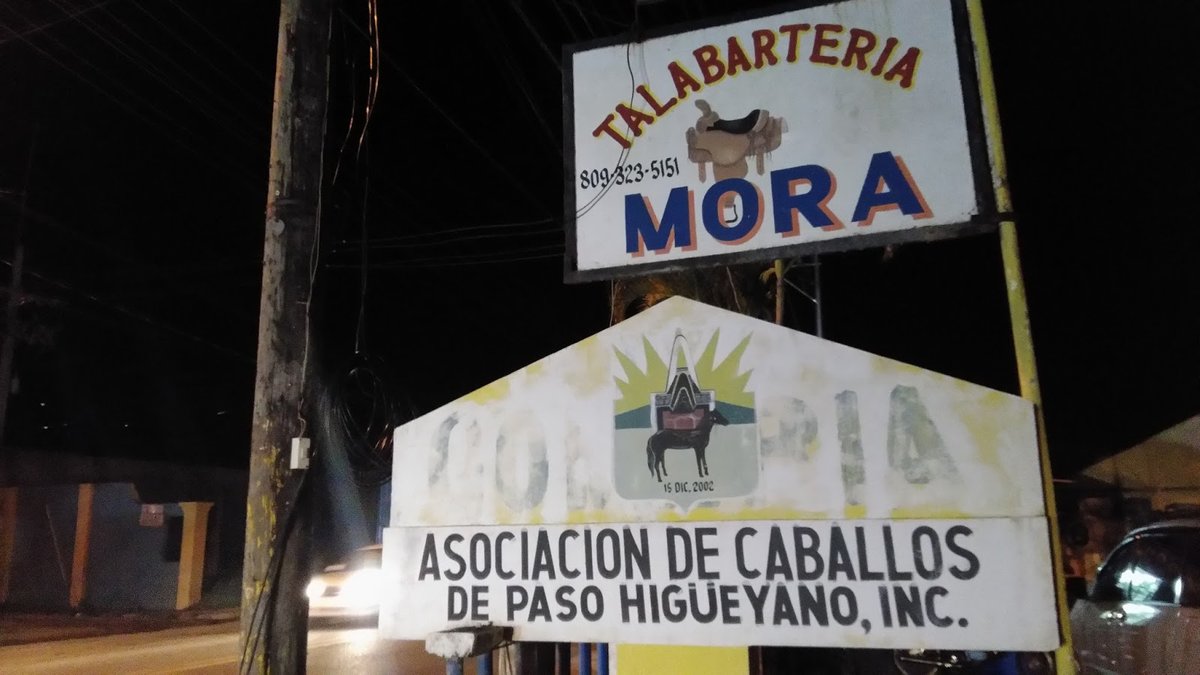 TALABARTERIA
809-323-5151
MORA
15 DIC. 2002
ASOCIACION DE CABALLOS
DE PASO HIGÜEYANO, INC.